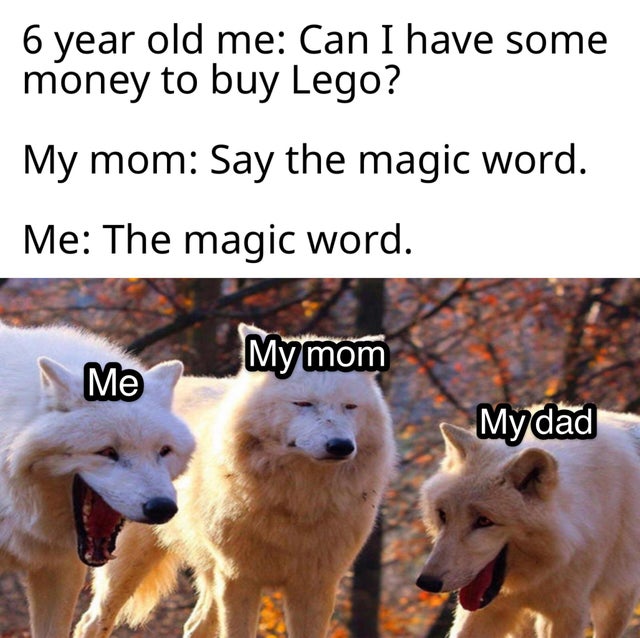 6 year old me: Can I have some
money to buy Lego?
My mom: Say the magic word.
Me: The magic word.
My mom
Me
My dad